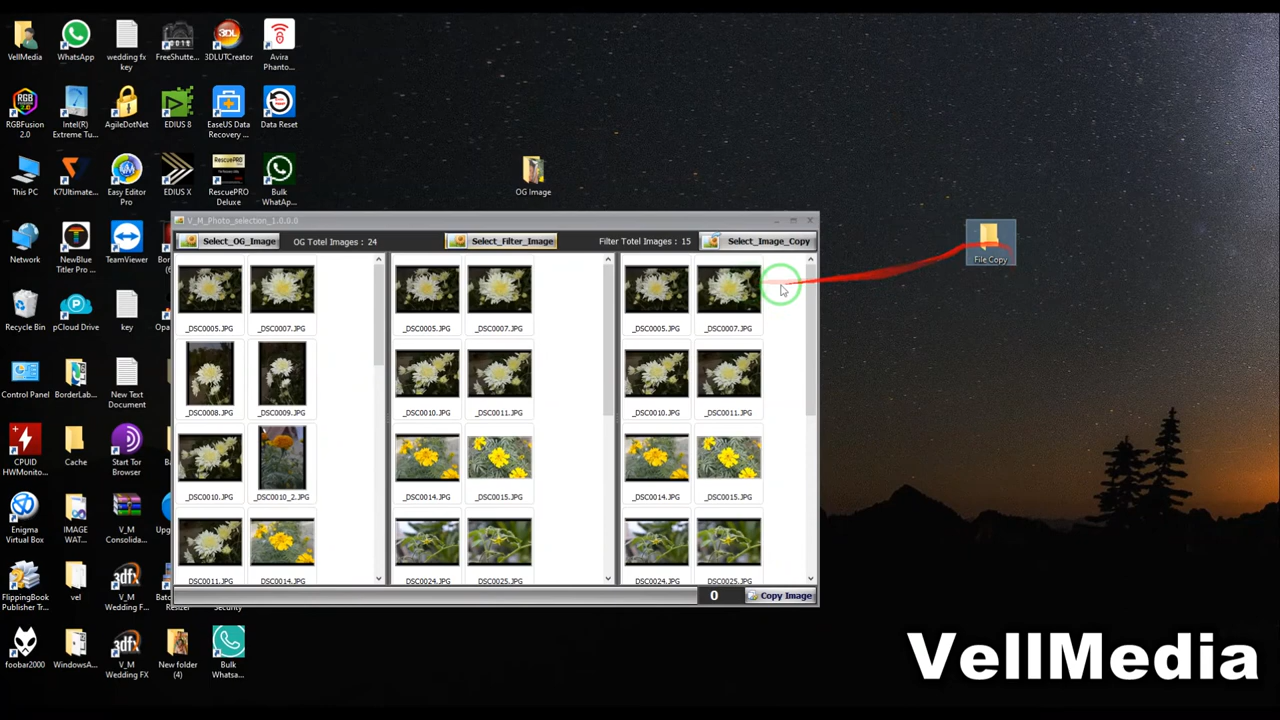 VellMedia
WhatsApp
wedding fx
key
FreeShutte...
3DLUTCreator
Avira
Phanto...
RGBFusion
2.0
Intel(R)
Extreme Tu...
AgileDotNet
EDIUS 8
EaseUS Data
Recovery ...
Data Reset
This PC
K7Ultimate...
Easy Editor
Pro
EDIUS X
RescuePRO
Deluxe
Bulk
WhatAp...
OG Image
Network
NewBlue
Titler Pro ...
TeamViewer
File Copy
Recycle Bin
pCloud Drive
key
Control Panel
BorderLab...
New Text
Document
CPUID
HWMonito...
Cache
Start Tor
Browser
Enigma
Virtual Box
IMAGE
WAT...
V_M
Consolida...
FlippingBook
Publisher Tr...
vel
V_M
Wedding F...
Resizer
Security
foobar2000
WindowsA...
V_M
Wedding FX
New folder
(4)
Bulk
Whatsa...
V_M_Photo_selection_1.0.0.0
Select_OG_Image
OG Totel Images : 24
Select_Filter_Image
Filter Totel Images : 15
Select_Image_Copy
_DSC0005.JPG
_DSC0007.JPG
_DSC0005.JPG
_DSC0007.JPG
_DSC0005.JPG
_DSC0007.JPG
_DSC0008.JPG
_DSC0009.JPG
_DSC0010.JPG
_DSC0011.JPG
_DSC0010.JPG
_DSC0011.JPG
_DSC0010.JPG
_DSC0010_2.JPG
_DSC0014.JPG
_DSC0015.JPG
_DSC0014.JPG
_DSC0015.JPG
_DSC0011.JPG
_DSC0014.JPG
_DSC0024.JPG
_DSC0025.JPG
_DSC0024.JPG
_DSC0025.JPG
0
Copy Image
VellMedia